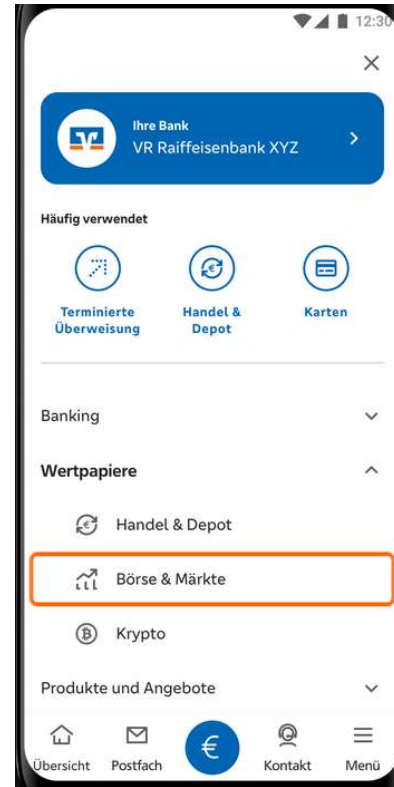 12:30
Ihre Bank
VR Raiffeisenbank XYZ
Häufig verwendet
Terminierte
Überweisung
Handel &
Depot
Karten
Banking
Wertpapiere
Handel & Depot
Börse & Märkte
Krypto
Produkte und Angebote
Übersicht Postfach € Kontakt Menü